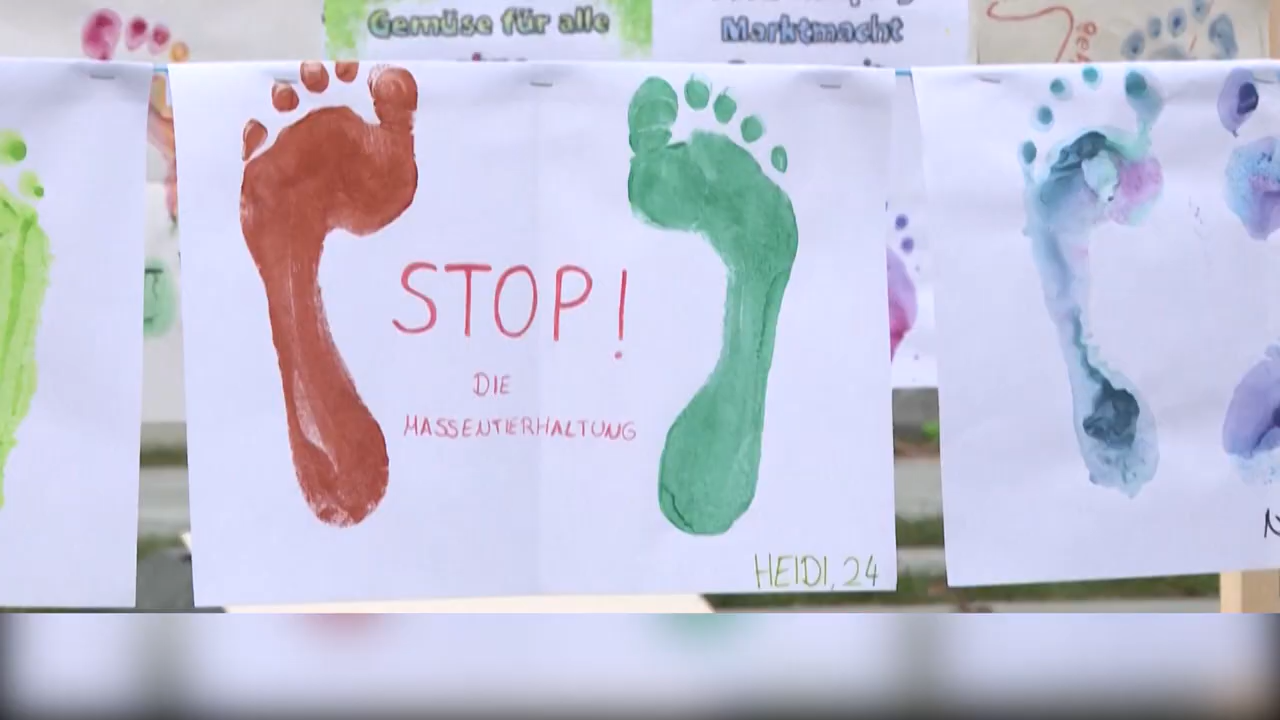 Gemüse für alle
Marktmacht
STOP!
DIE
MASSENTIERHALTUNG
HEIDI, 24